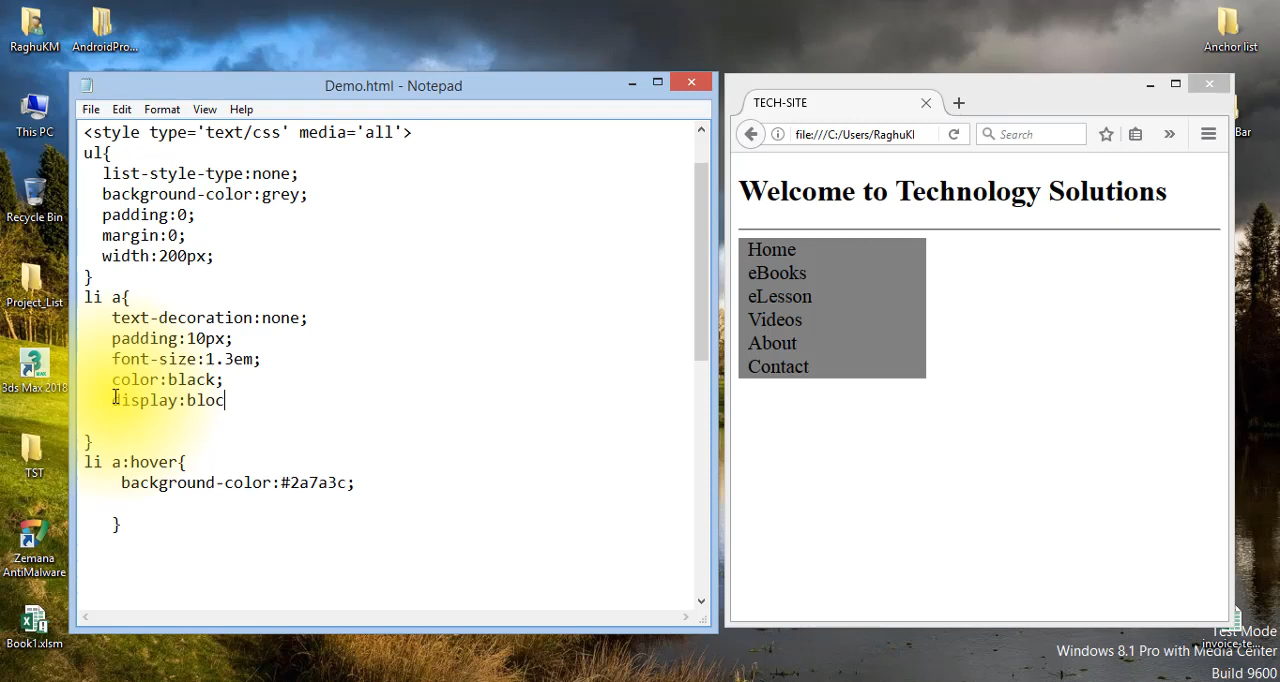 RaghuKM
AndroidPro...
Anchor list
This PC
Recycle Bin
Project_List
3ds Max 2018
TST
Zemana
AntiMalware
Book1.xlsm
Demo.html - Notepad
File Edit Format View Help
<style type='text/css' media='all'>
ul{
list-style-type:none;
background-color:grey;
padding:0;
margin:0;
width:200px;
}
li a{
text-decoration:none;
padding:10px;
font-size:1.3em;
color:black;
display:bloc
}
li a:hover{
background-color:#2a7a3c;
}
TECH-SITE
file:///C:/Users/RaghuKI
Search
Welcome to Technology Solutions
Home
eBooks
eLesson
Videos
About
Contact
Bar
Test Mode
Windows 8.1 Pro with Media Center
Build 9600